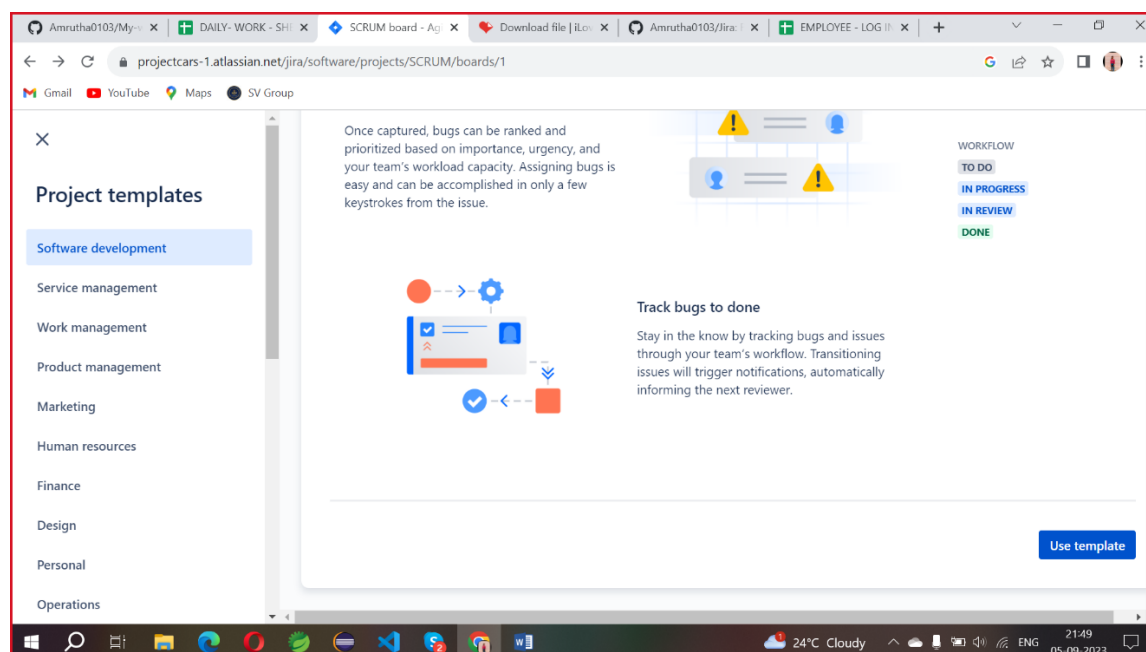 Amrutha0103/My-
DAILY- WORK - SH
SCRUM board - Ag
Download file | iLov
Amrutha0103/Jira:
EMPLOYEE - LOG IN
projectcars-1.atlassian.net/jira/software/projects/SCRUM/boards/1
Gmail YouTube Maps SV Group
Project templates
Software development
Service management
Work management
Product management
Marketing
Human resources
Finance
Design
Personal
Operations
Once captured, bugs can be ranked and
prioritized based on importance, urgency, and
your team's workload capacity. Assigning bugs is
easy and can be accomplished in only a few
keystrokes from the issue.
WORKFLOW
TO DO
IN PROGRESS
IN REVIEW
DONE
Track bugs to done
Stay in the know by tracking bugs and issues
through your team's workflow. Transitioning
issues will trigger notifications, automatically
informing the next reviewer.
Use template
24°C Cloudy
ENG
21:49
05-09-2023